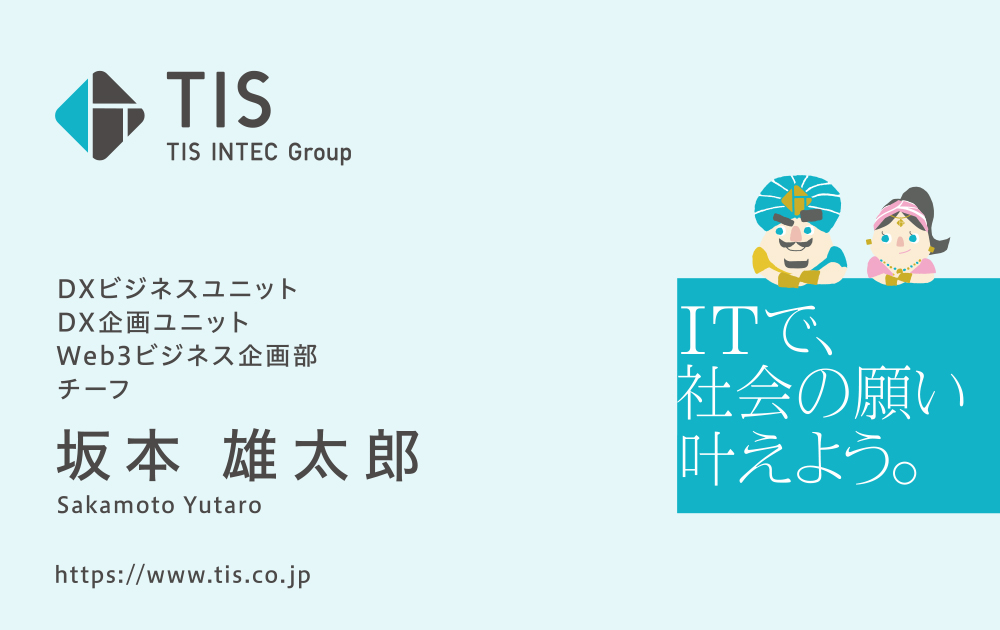 TIS
TIS INTEC Group
DXビジネスユニット
DX企画ユニット
Web3ビジネス企画部
チーフ
坂本 雄太郎
Sakamoto Yutaro
https://www.tis.co.jp
ITで、
社会の願い
叶えよう。